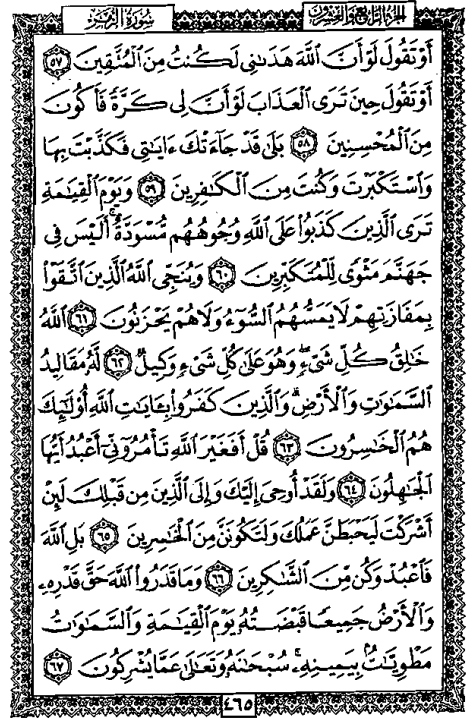 الجزء الرابع والعشرون سورة الزمر
أَوْ تَقُولَ لَوْ أَنَّ ٱللَّهَ هَدَىٰنِى لَكُنتُ مِنَ ٱلْمُتَّقِينَ ٥٧
أَوْ تَقُولَ حِينَ تَرَى ٱلْعَذَابَ لَوْ أَنَّ لِى كَرَّةً فَأَكُونَ
مِنَ ٱلْمُحْسِنِينَ ٥٨ بَلَىٰ قَدْ جَآءَتْكَ ءَايَٰتِى فَكَذَّبْتَ بِهَا
وَٱسْتَكْبَرْتَ وَكُنتَ مِنَ ٱلْكَٰفِرِينَ ٥٩ وَيَوْمَ ٱلْقِيَٰمَةِ
تَرَى ٱلَّذِينَ كَذَبُوا۟ عَلَى ٱللَّهِ وُجُوهُهُم مُّسْوَدَّةٌ ۚ أَلَيْسَ فِى
جَهَنَّمَ مَثْوًى لِّلْمُتَكَبِّرِينَ ٦٠ وَيُنَجِّى ٱللَّهُ ٱلَّذِينَ ٱتَّقَوْا۟
بِمَفَازَتِهِمْ لَا يَمَسُّهُمُ ٱلسُّوٓءُ وَلَا هُمْ يَحْزَنُونَ ٦١ ٱللَّهُ
خَٰلِقُ كُلِّ شَىْءٍ ۖ وَهُوَ عَلَىٰ كُلِّ شَىْءٍ وَكِيلٌ ٦٢ لَّهُۥ مَقَالِيدُ
ٱلسَّمَٰوَٰتِ وَٱلْأَرْضِ ۗ وَٱلَّذِينَ كَفَرُوا۟ بِـَٔايَٰتِ ٱللَّهِ أُو۟لَٰٓئِكَ
هُمُ ٱلْخَٰسِرُونَ ٦٣ قُلْ أَفَغَيْرَ ٱللَّهِ تَأْمُرُوٓنِّىٓ أَعْبُدُ أَيُّهَا
ٱلْجَٰهِلُونَ ٦٤ وَلَقَدْ أُوحِىَ إِلَيْكَ وَإِلَى ٱلَّذِينَ مِن قَبْلِكَ لَئِنْ
أَشْرَكْتَ لَيَحْبَطَنَّ عَمَلُكَ وَلَتَكُونَنَّ مِنَ ٱلْخَٰسِرِينَ ٦٥ بَلِ ٱللَّهَ
فَٱعْبُدْ وَكُن مِّنَ ٱلشَّٰكِرِينَ ٦٦ وَمَا قَدَرُوا۟ ٱللَّهَ حَقَّ قَدْرِهِۦ
وَٱلْأَرْضُ جَمِيعًا قَبْضَتُهُۥ يَوْمَ ٱلْقِيَٰمَةِ وَٱلسَّمَٰوَٰتُ
مَطْوِيَّٰتٌۢ بِيَمِينِهِۦ ۚ سُبْحَٰنَهُۥ وَتَعَٰلَىٰ عَمَّا يُشْرِكُونَ ٦٧
٤٦٥